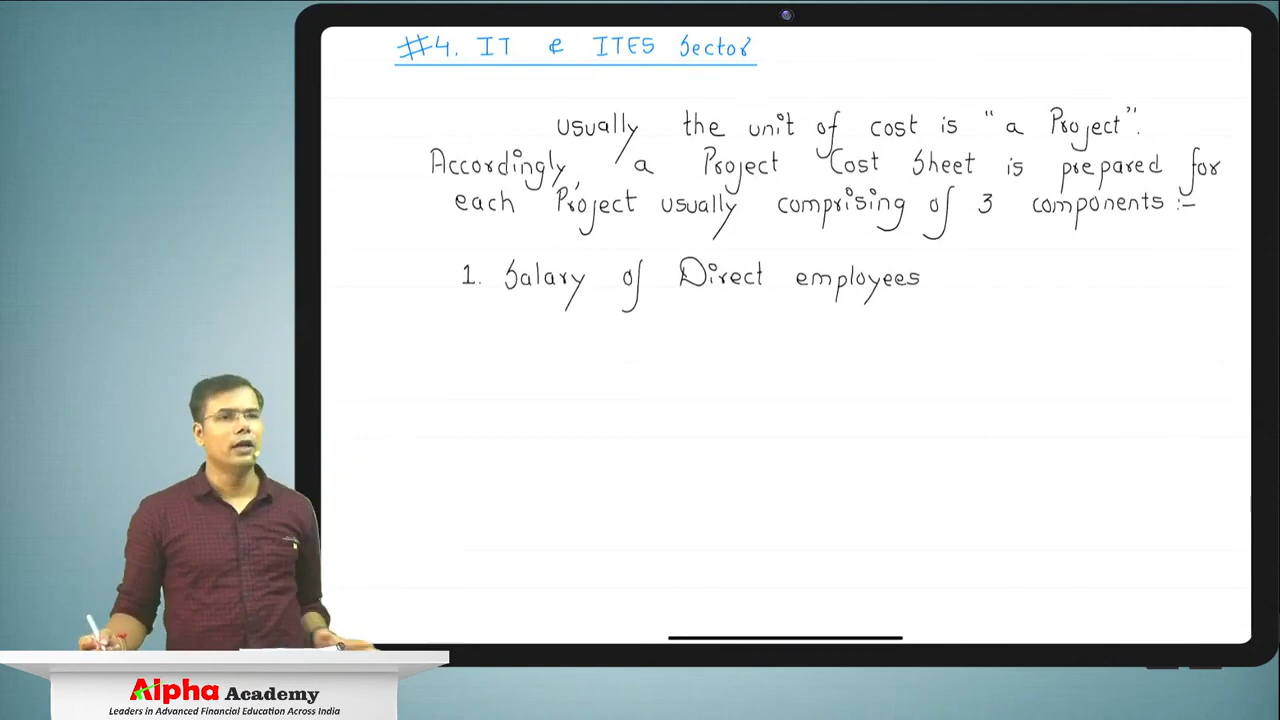 #4. IT & ITES Sector
usually the unit of cost is "a Project".
Accordingly, a Project Cost Sheet is prepared for
each Project usually comprising of 3 components :-
1. Salary of Direct employees
Alpha Academy
Leaders in Advanced Financial Education Across India